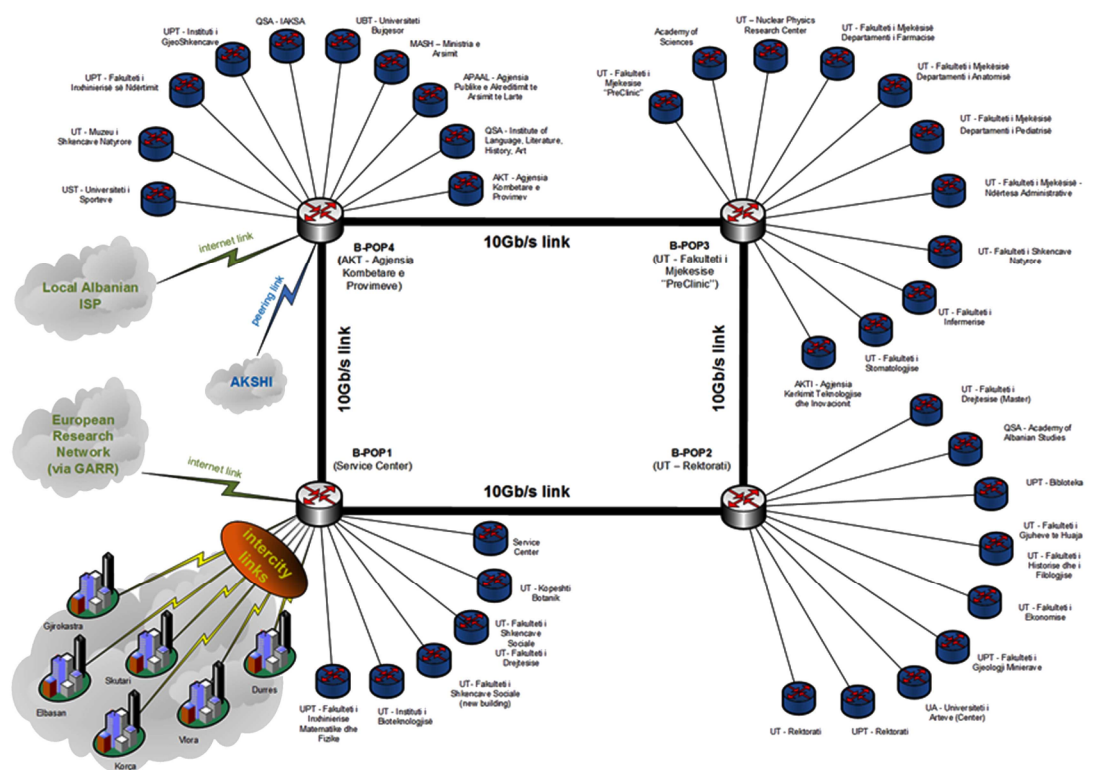 QSA - IAKSA
UBT - Universiteti
Bujqesor
UPT - Instituti i
GjeoShkencave
MASH – Ministria e
Arsimit
UPT - Fakulteti i
Inxhinierisë së Ndërtimit
APAAL - Agjensia
Publike e Akreditimit te
Arsimit te Larte
UT - Muzeu i
Shkencave Natyrore
QSA - Institute of
Language, Literature,
History, Art
UST - Universiteti i
Sporteve
AKT - Agjensia
Kombetare e
Provimev
Academy of
Sciences
UT – Nuclear Physics
Research Center
UT - Fakulteti i Mjekësisë
Departamenti i Farmacise
UT - Fakulteti i
Mjekesise
"PreClinic"
UT - Fakulteti i Mjekësisë
Departamenti i Anatomisë
UT - Fakulteti i Mjekësisë
Departamenti i Pediatrisë
UT - Fakulteti i Mjekësisë -
Ndërtesa Administrative
UT- Fakulteti i Shkencave
Natyrore
UT - Fakulteti i
Infermerise
UT - Fakulteti i
Stomatologjise
AKTI - Agjensia
Kerkimit Teknologjise
dhe Inovacionit
internet link
Local Albanian
ISP
peering link
AKSHI
B-POP4
(AKT - Agjensia
Kombetare e
Provimeve)
10Gb/s link
B-POP3
(UT - Fakulteti i
Mjekesise
"PreClinic")
10Gb/s link
10Gb/s link
European
Research
Network
(via GARR)
internet link
B-POP1
(Service Center)
10Gb/s link
B-POP2
(UT – Rektorati)
UT - Fakulteti i
Drejtesise (Master)
QSA - Academy of
Albanian Studies
UPT - Bibloteka
UT - Fakulteti i
Gjuheve te Huaja
UT - Fakulteti i
Historise dhe i
Filologjise
UT - Fakulteti i
Ekonomise
UPT - Fakulteti i
Gjeologji Minierave
UA - Universiteti i
Arteve (Center)
UPT - Rektorati
UT - Rektorati
Service
Center
UT - Kopeshti
Botanik
UT - Fakulteti i
Shkencave
Sociale
UT- Fakulteti i
Drejtesise
UT- Fakulteti i
Shkencave Sociale
(new building)
UT - Instituti i
Bioteknologjisë
UPT - Fakulteti i
Inxhinierise
Matematike dhe
Fizike
intercity
links
Gjirokastra
Skutari
Durres
Elbasan
Vlora
Korca